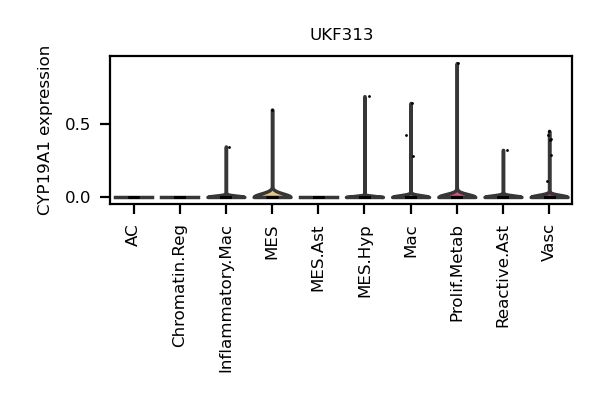 UKF313
CYP19A1 expression
0.5
0.0
AC
Chromatin.Reg
Inflammatory.Mac
MES
MES.Ast
MES.Hyp
Mac
Prolif.Metab
Reactive.Ast
Vasc